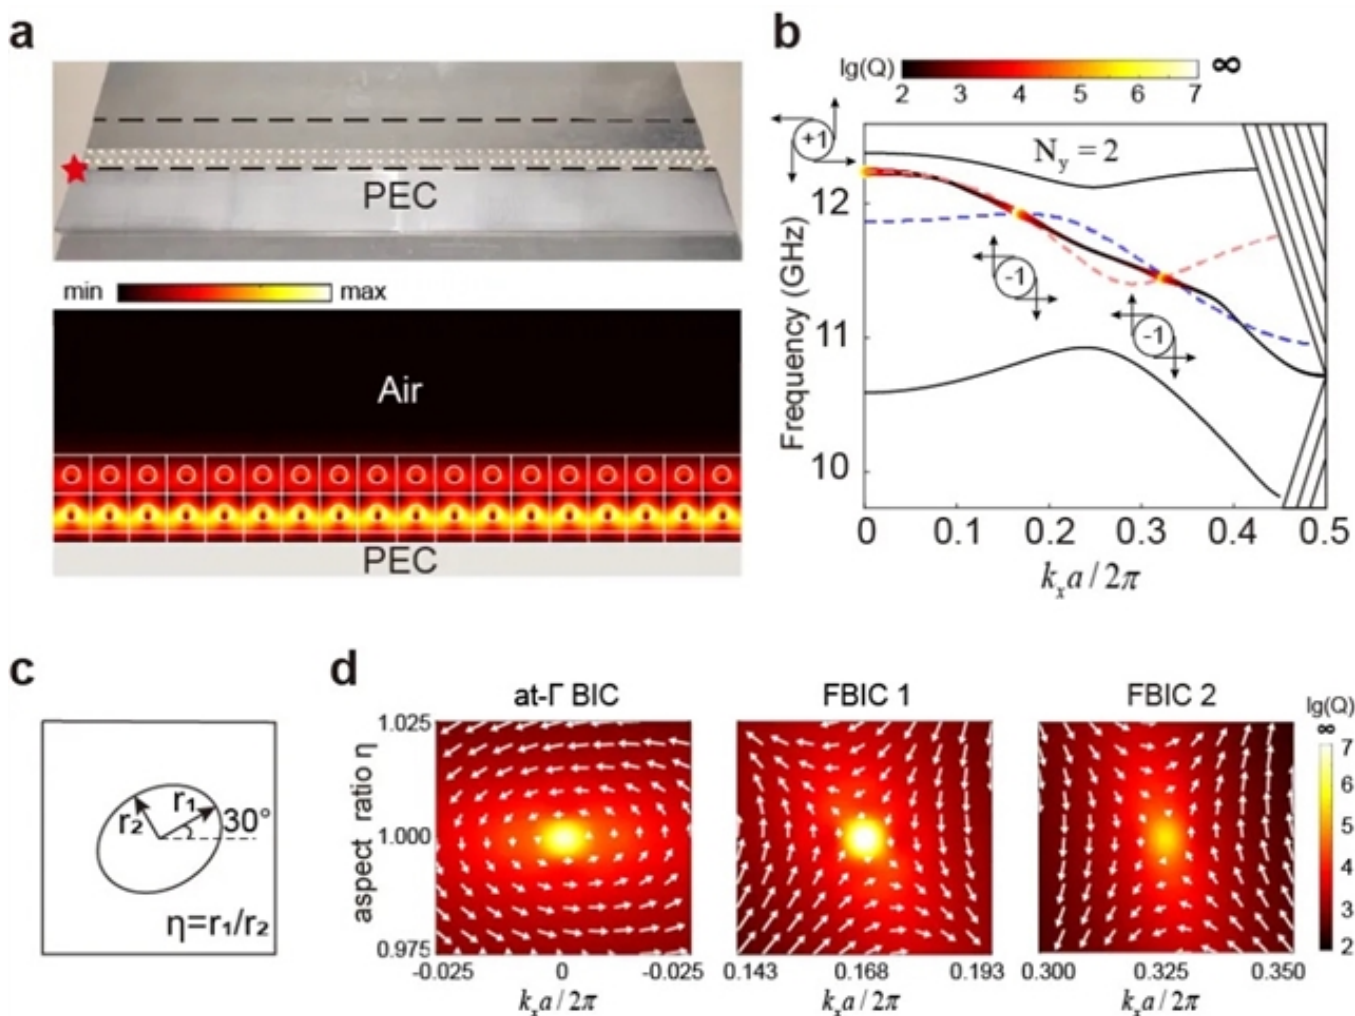 a
PEC
min max
Air
PEC
b
lg(Q) ∞
2 3 4 5 6 7
+1
N_y = 2
-1
-1
Frequency (GHz)
12
11
10
0 0.1 0.2 0.3 0.4 0.5
k_x a / 2π
c
r₁
r₂
30°
η=r₁/r₂
d
at-Γ BIC FBIC 1 FBIC 2
lg(Q)
∞
7
6
5
4
3
2
aspect ratio η
1.025
1.000
0.975
-0.025 0 -0.025
0.143 0.168 0.193
0.300 0.325 0.350
k_x a / 2π k_x a / 2π k_x a / 2π